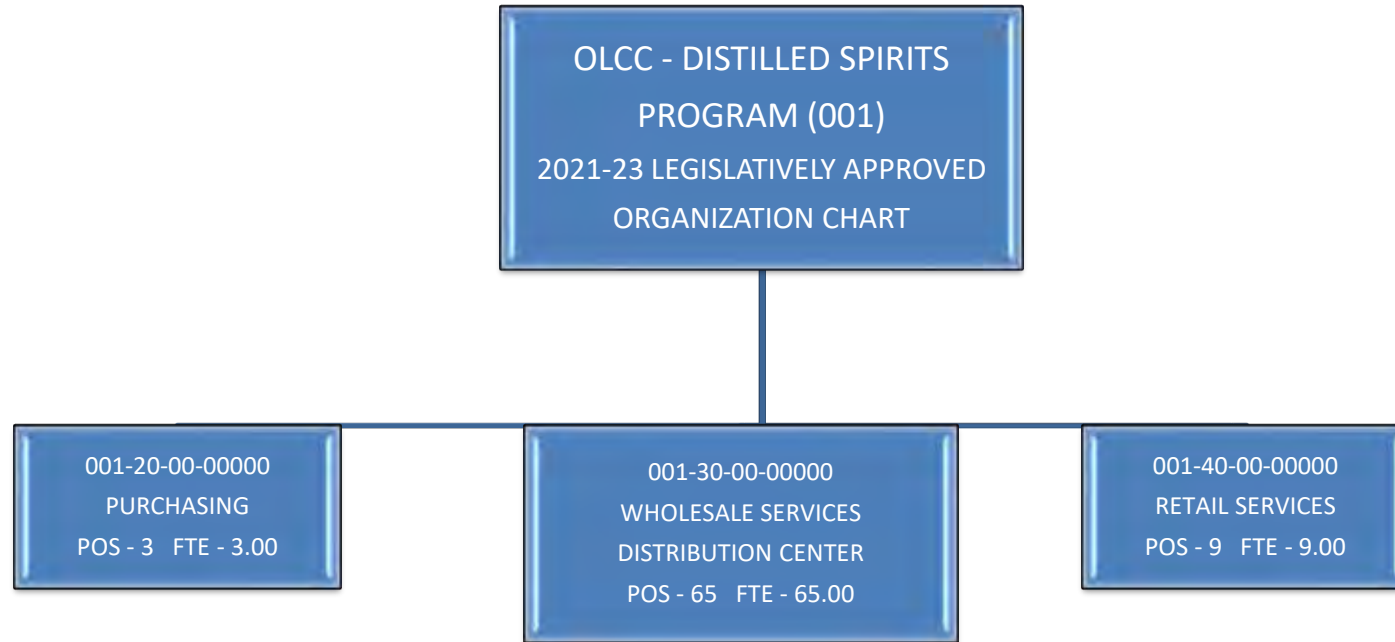 OLCC - DISTILLED SPIRITS
PROGRAM (001)
2021-23 LEGISLATIVELY APPROVED
ORGANIZATION CHART
001-20-00-00000
PURCHASING
POS - 3 FTE - 3.00
001-30-00-00000
WHOLESALE SERVICES
DISTRIBUTION CENTER
POS - 65 FTE - 65.00
001-40-00-00000
RETAIL SERVICES
POS - 9 FTE - 9.00